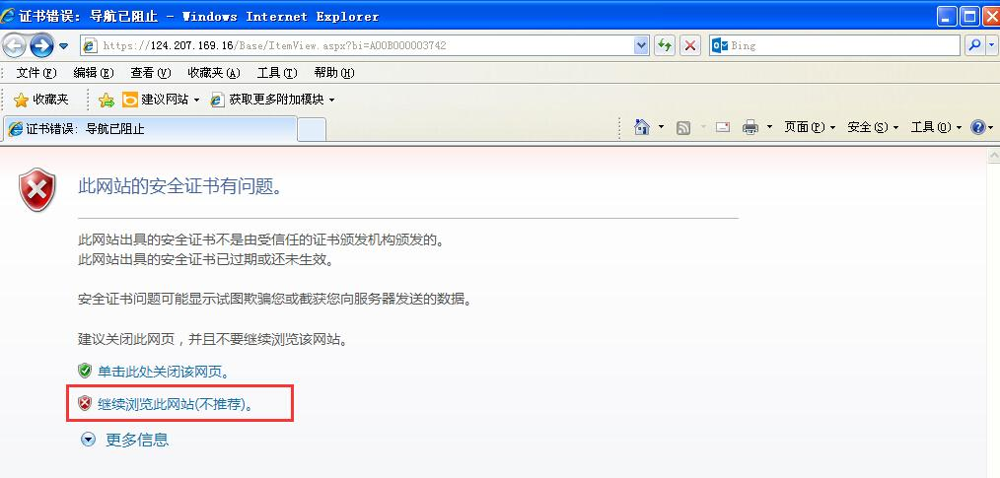 证书错误: 导航已阻止 - Windows Internet Explorer
https://124.207.169.16/Base/ItemView.aspx?bi=A00B000003742
Bing
文件(F) 编辑(E) 查看(V) 收藏夹(A) 工具(T) 帮助(H)
收藏夹 建议网站 获取更多附加模块
证书错误: 导航已阻止 页面(P) 安全(S) 工具(O)
此网站的安全证书有问题。
此网站出具的安全证书不是由受信任的证书颁发机构颁发的。
此网站出具的安全证书已过期或还未生效。
安全证书问题可能显示试图欺骗您或截获您向服务器发送的数据。
建议关闭此网页，并且不要继续浏览该网站。
单击此处关闭该网页。
继续浏览此网站(不推荐)。
更多信息